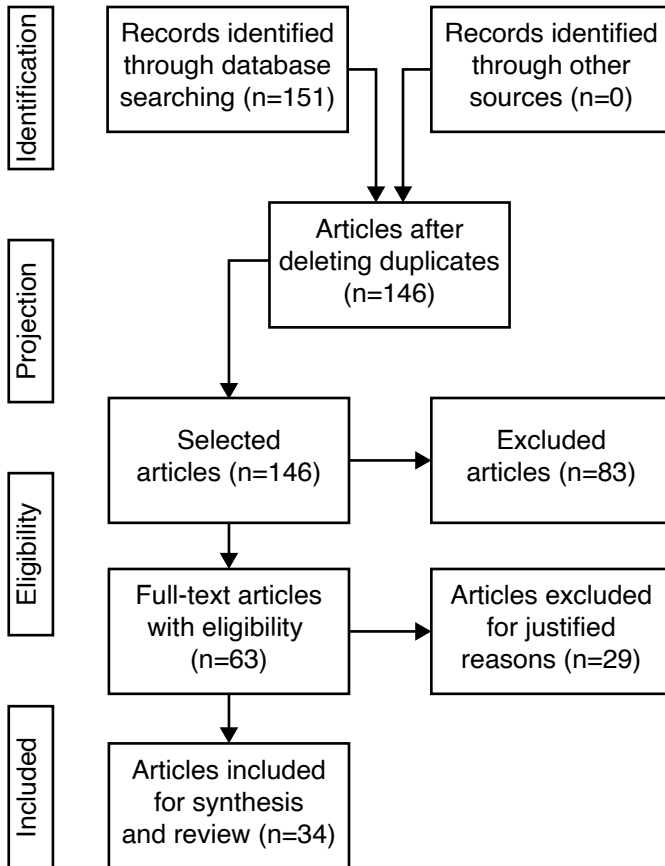 Identification
Records identified
through database
searching (n=151)
Records identified
through other
sources (n=0)
Articles after
deleting duplicates
(n=146)
Projection
Selected
articles (n=146)
Excluded
articles (n=83)
Eligibility
Full-text articles
with eligibility
(n=63)
Articles excluded
for justified
reasons (n=29)
Included
Articles included
for synthesis
and review (n=34)